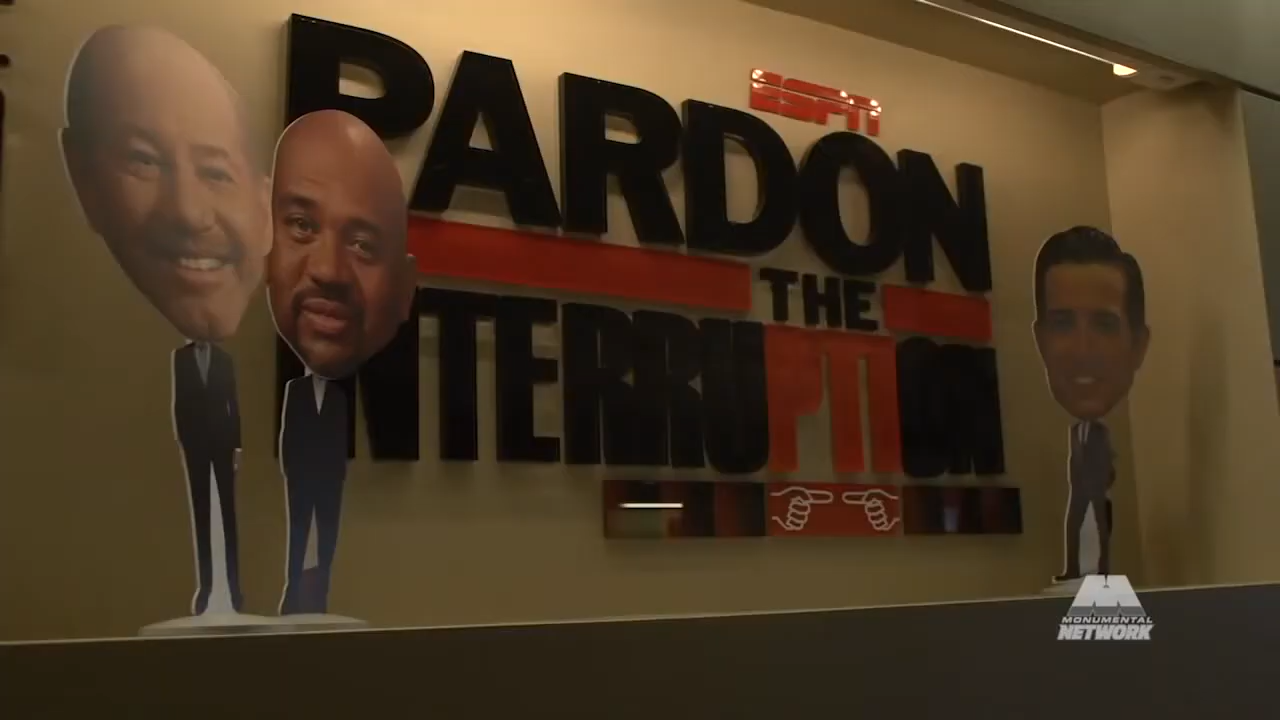 ESPN
PARDON
THE
INTERRUPTION
MONUMENTAL
NETWORK